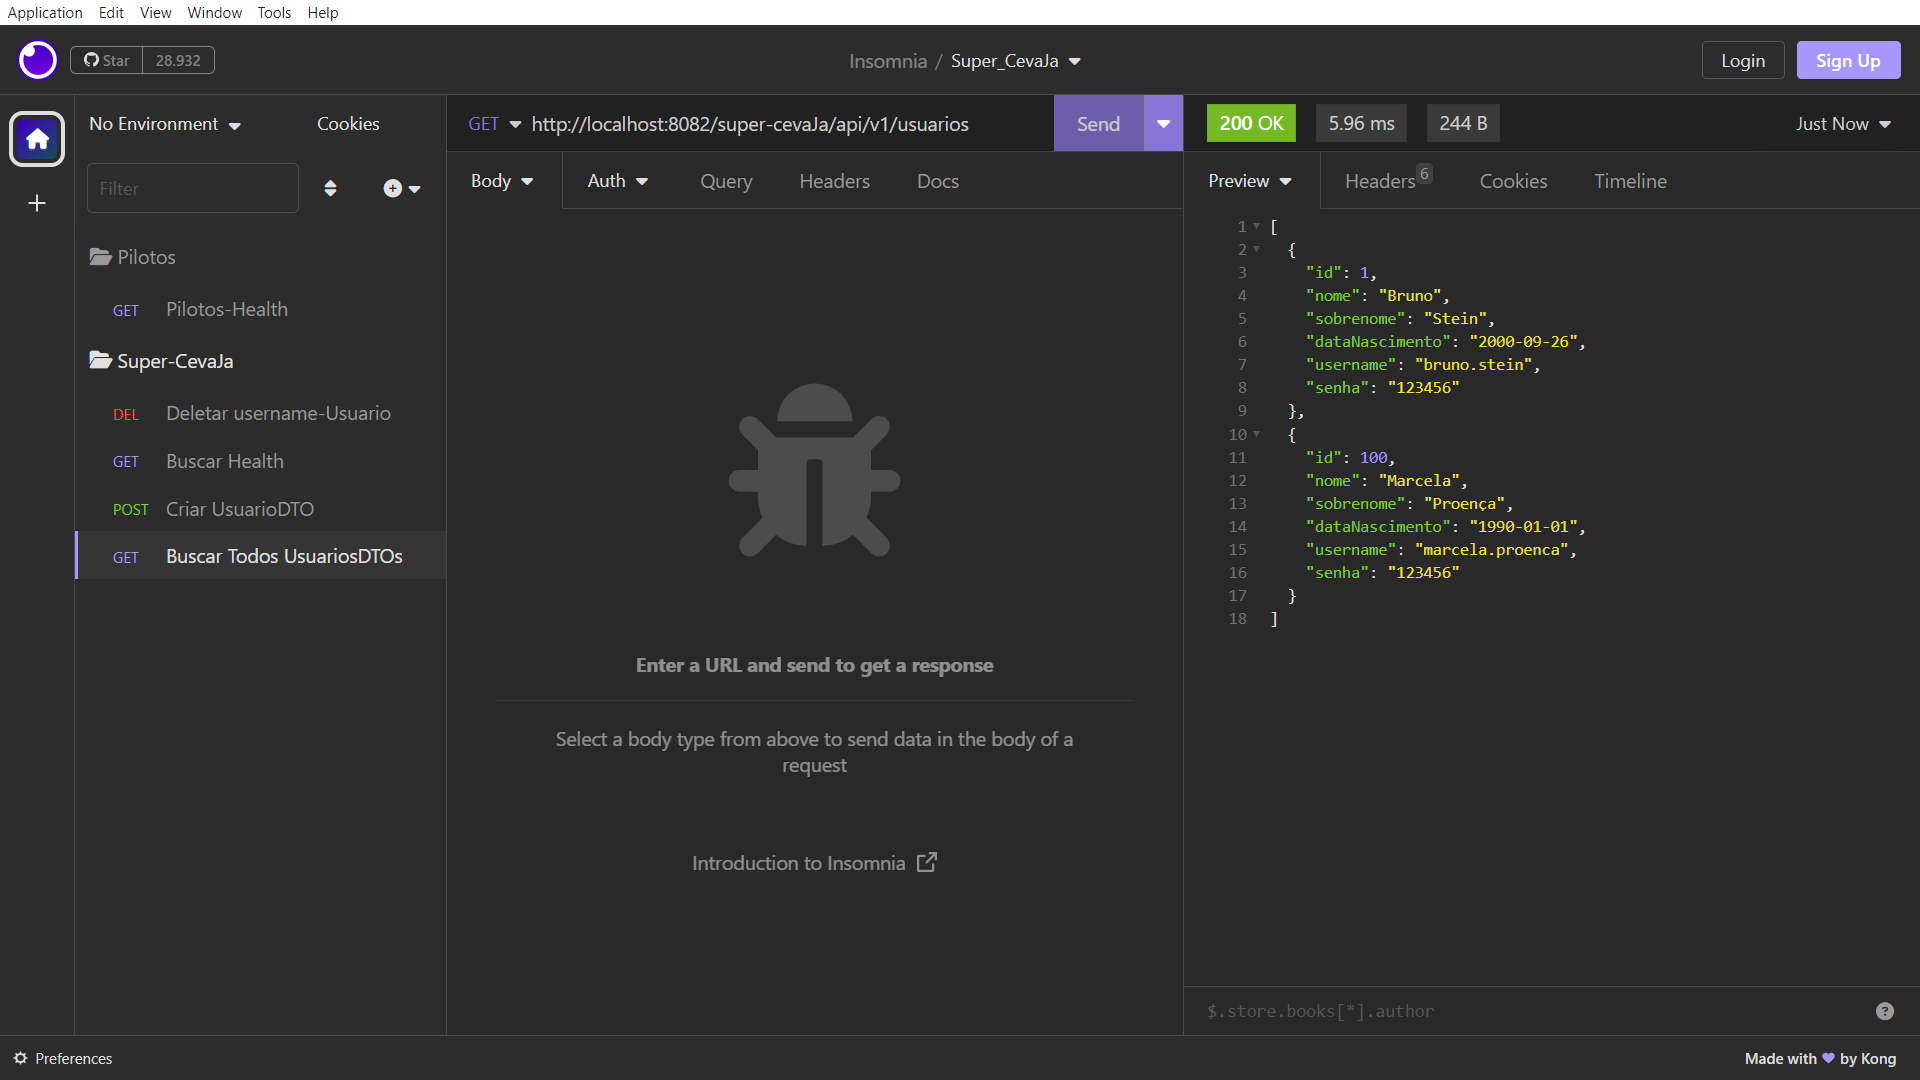 Application Edit View Window Tools Help
Star 28.932
Insomnia / Super_CevaJa
Login
Sign Up
No Environment
Cookies
GET http://localhost:8082/super-cevaJa/api/v1/usuarios
Send
200 OK
5.96 ms
244 B
Just Now
Filter
Body
Auth
Query
Headers
Docs
Preview
Headers 6
Cookies
Timeline
Pilotos
GET Pilotos-Health
Super-CevaJa
DEL Deletar username-Usuario
GET Buscar Health
POST Criar UsuarioDTO
GET Buscar Todos UsuariosDTOs
Enter a URL and send to get a response
Select a body type from above to send data in the body of a
request
Introduction to Insomnia
1 [
2 {
3 "id": 1,
4 "nome": "Bruno",
5 "sobrenome": "Stein",
6 "dataNascimento": "2000-09-26",
7 "username": "bruno.stein",
8 "senha": "123456"
9 },
10 {
11 "id": 100,
12 "nome": "Marcela",
13 "sobrenome": "Proença",
14 "dataNascimento": "1990-01-01",
15 "username": "marcela.proenca",
16 "senha": "123456"
17 }
18 ]
$.store.books[*].author
?
Preferences
Made with 💜 by Kong